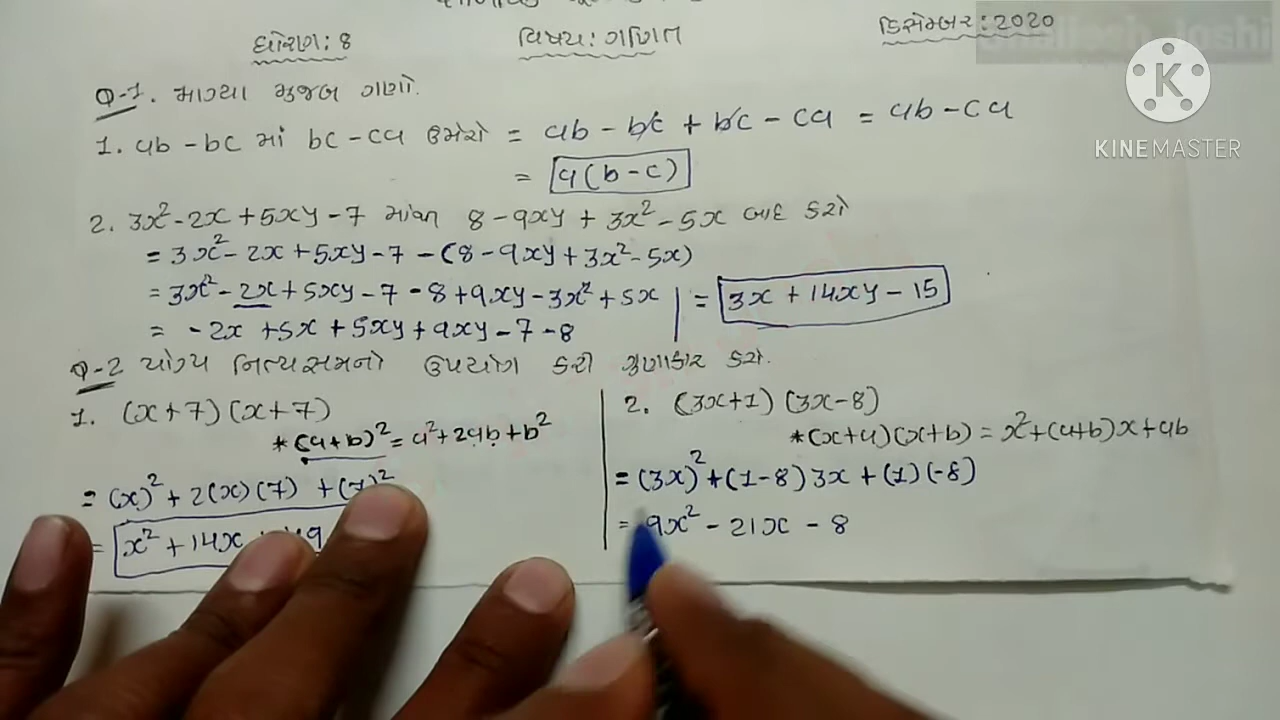 ધોરણ: 8 વિષય: ગણિત ડિસેમ્બર: 2020
KINEMASTER
Q-1. માગ્યા મુજબ ગણો.
1. ab - bc માં bc - ca ઉમેરો = ab - bc + bc - ca = ab - ca
= a(b-c)
2. 3x² - 2x + 5xy - 7 માંથી 8 - 9xy + 3x² - 5x બાદ કરો
= 3x² - 2x + 5xy - 7 - (8 - 9xy + 3x² - 5x)
= 3x² - 2x + 5xy - 7 - 8 + 9xy - 3x² + 5x = 3x + 14xy - 15
= -2x + 5x + 5xy + 9xy - 7 - 8
Q-2 યોગ્ય નિત્યસમનો ઉપયોગ કરી ગુણાકાર કરો.
1. (x+7)(x+7)
*(a+b)² = a² + 2ab + b²
= (x)² + 2(x)(7) + (7)²
= x² + 14x + 49
2. (3x+1)(3x-8)
*(x+a)(x+b) = x² + (a+b)x + ab
= (3x)² + (1-8)3x + (1)(-8)
= 9x² - 21x - 8